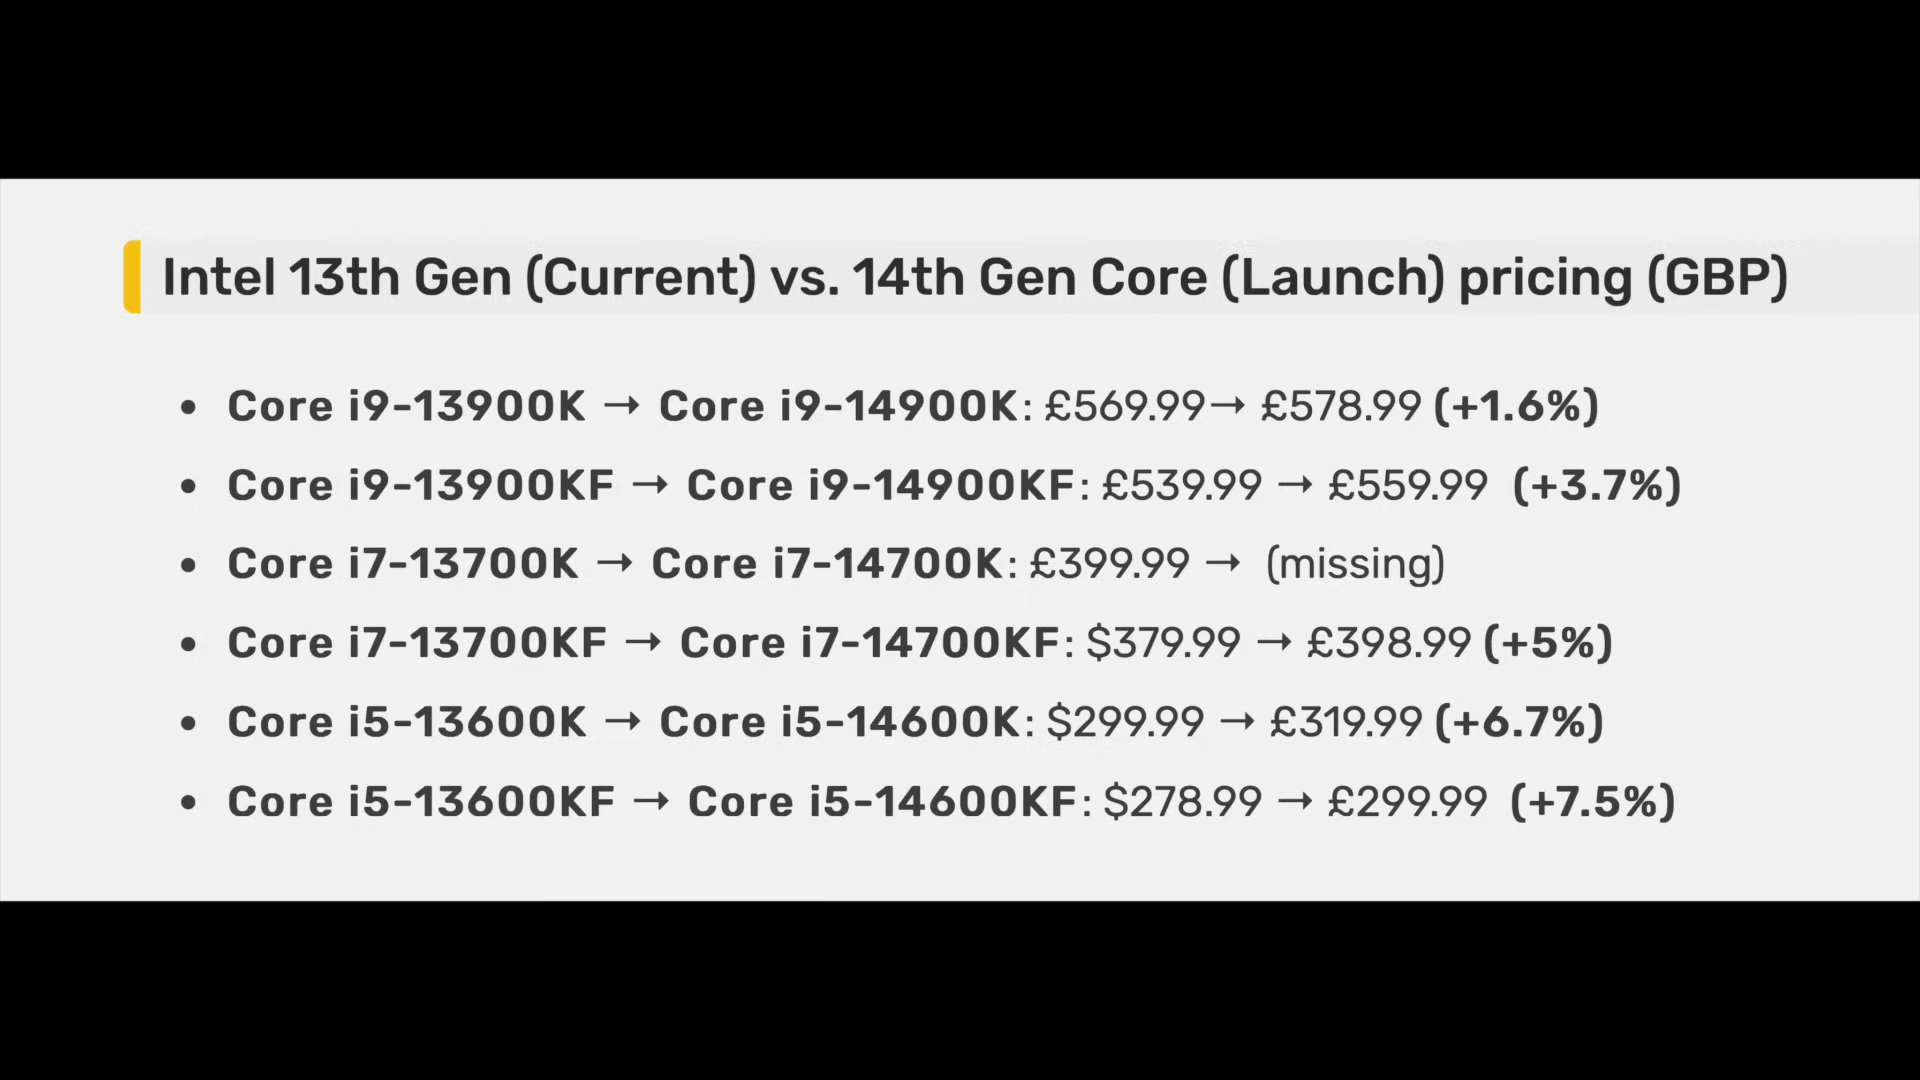 Intel 13th Gen (Current) vs. 14th Gen Core (Launch) pricing (GBP)
• Core i9-13900K → Core i9-14900K: £569.99→ £578.99 (+1.6%)
• Core i9-13900KF → Core i9-14900KF: £539.99 → £559.99 (+3.7%)
• Core i7-13700K → Core i7-14700K: £399.99 → (missing)
• Core i7-13700KF → Core i7-14700KF: $379.99 → £398.99 (+5%)
• Core i5-13600K → Core i5-14600K: $299.99 → £319.99 (+6.7%)
• Core i5-13600KF → Core i5-14600KF: $278.99 → £299.99 (+7.5%)